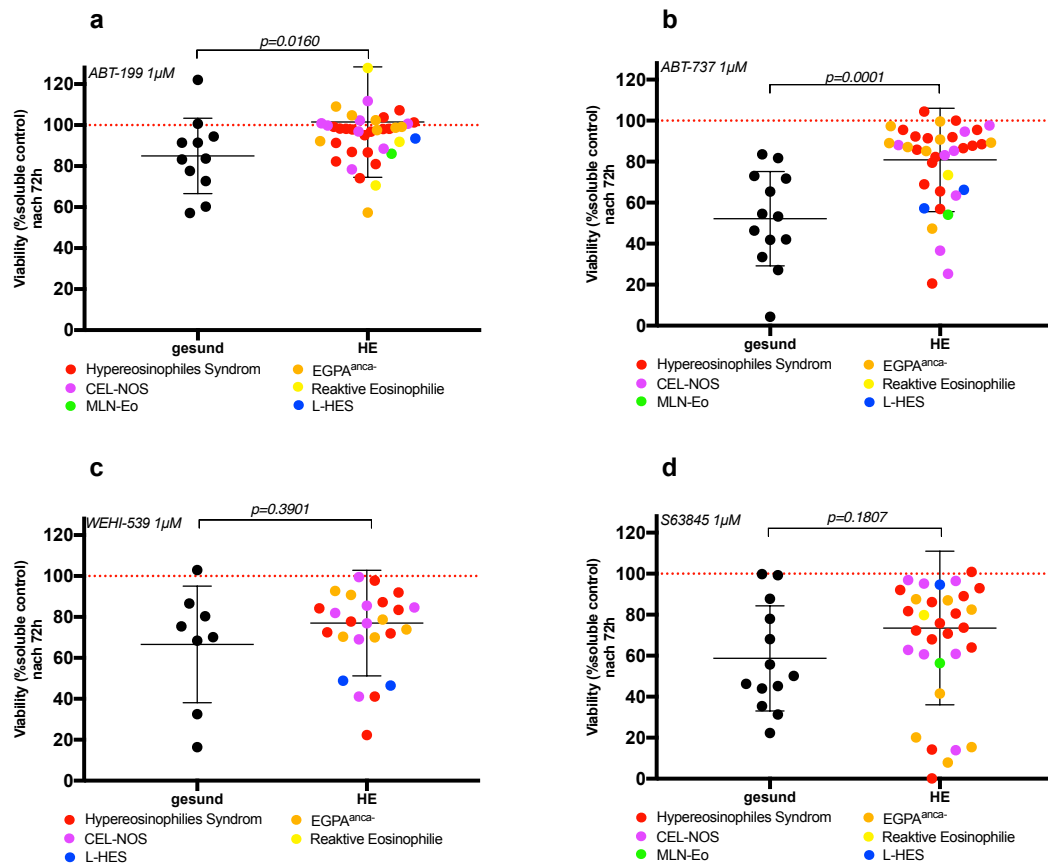 a
p=0.0160
ABT-199 1µM
Viability (%soluble control)
nach 72h
120
100
80
60
40
20
0
gesund
HE
Hypereosinophiles Syndrom
CEL-NOS
MLN-Eo
EGPAanca-
Reaktive Eosinophilie
L-HES
b
ABT-737 1µM
p=0.0001
Viability (%soluble control)
nach 72h
120
100
80
60
40
20
0
gesund
HE
Hypereosinophiles Syndrom
CEL-NOS
MLN-Eo
EGPAanca-
Reaktive Eosinophilie
L-HES
c
WEHI-539 1µM
p=0.3901
Viability (%soluble control)
nach 72h
120
100
80
60
40
20
0
gesund
HE
Hypereosinophiles Syndrom
CEL-NOS
L-HES
EGPAanca-
Reaktive Eosinophilie
d
S63845 1µM
p=0.1807
Viability (%soluble control)
nach 72h
120
100
80
60
40
20
0
gesund
HE
Hypereosinophiles Syndrom
CEL-NOS
MLN-Eo
EGPAanca-
Reaktive Eosinophilie
L-HES